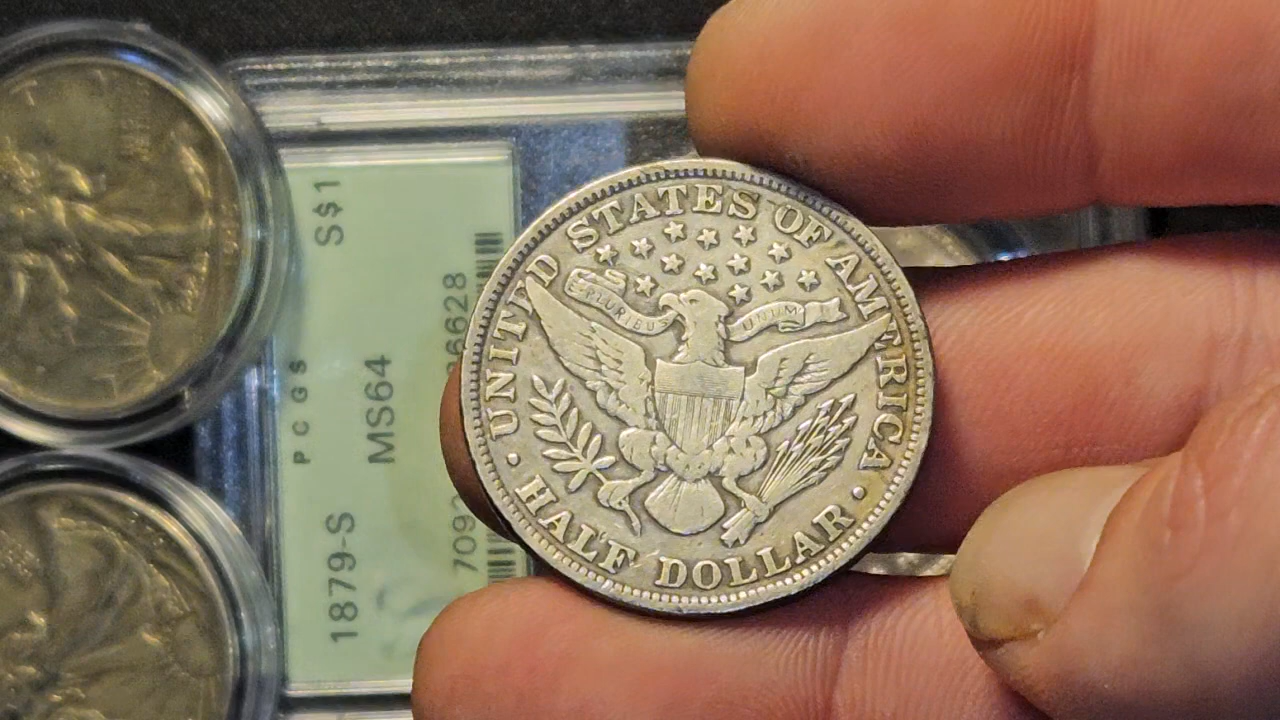 UNITED STATES OF AMERICA
PLURIBUS UNUM
HALF DOLLAR
PCGS
1879-S MS64 S$1